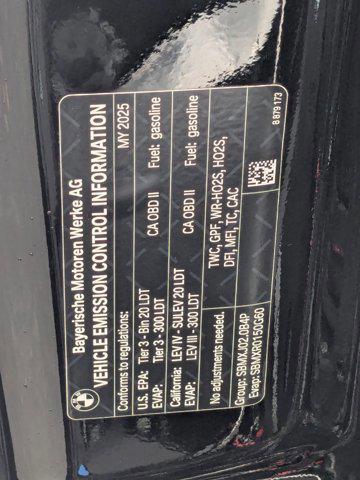 Bayerische Motoren Werke AG
VEHICLE EMISSION CONTROL INFORMATION
Conforms to regulations: MY 2025
U.S. EPA: Tier 3 - Bin 20 LDT CA OBD II Fuel: gasoline
EVAP: Tier 3 - 300 LDT
California: LEV IV - SULEV 20 LDT CA OBD II Fuel: gasoline
EVAP: LEV III - 300 LDT
No adjustments needed. TWC, GPF, WR-HO2S, HO2S,
Group: SBMXJ02.0B4P DFI, MFI, TC, CAC
Evap: SBMXR0150G60
8 879 173
BMW